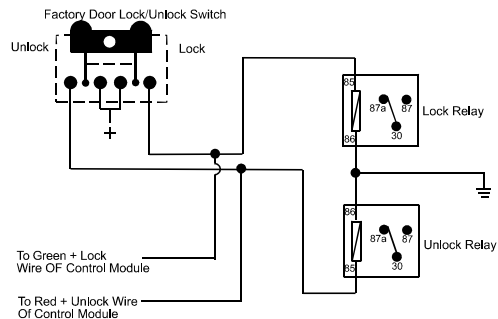 Factory Door Lock/Unlock Switch
Unlock
Lock
+
85
87a
87
86
30
Lock Relay
86
87a
87
85
30
Unlock Relay
To Green + Lock
Wire OF Control Module
To Red + Unlock Wire
Of Control Module